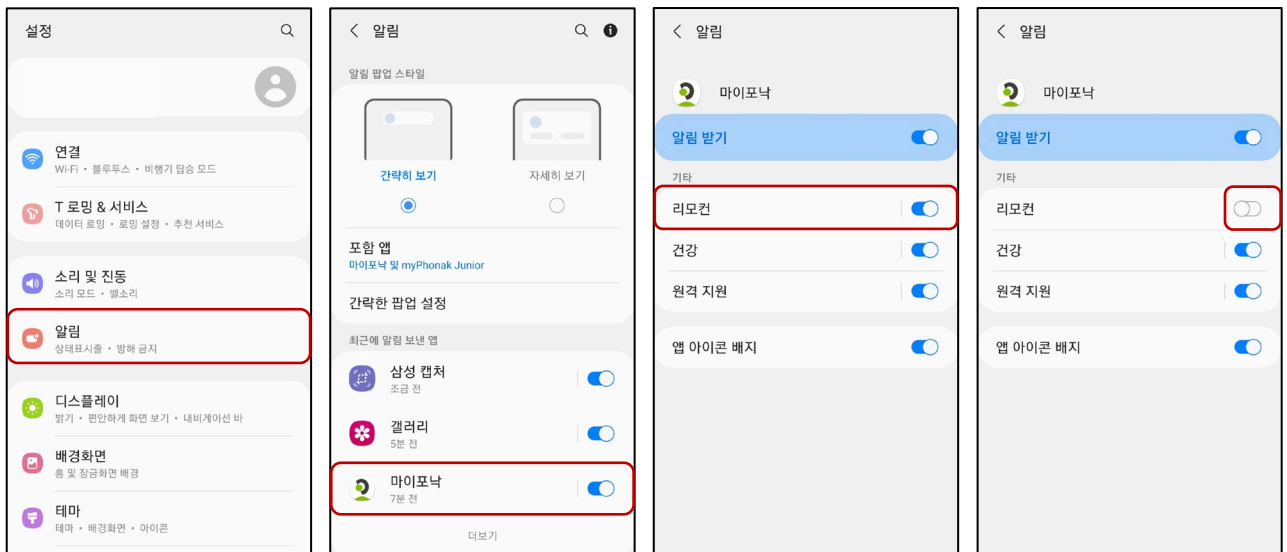 설정
연결
Wi-Fi • 블루투스 • 비행기 탑승 모드
T 로밍 & 서비스
데이터 로밍 • 로밍 설정 • 추천 서비스
소리 및 진동
소리 모드 • 벨소리
알림
상태표시줄 • 방해 금지
디스플레이
밝기 • 편안하게 화면 보기 • 내비게이션 바
배경화면
홈 및 잠금화면 배경
테마
테마 • 배경화면 • 아이콘
알림
알림 팝업 스타일
간략히 보기
자세히 보기
포함 앱
마이포낙 및 myPhonak Junior
간략한 팝업 설정
최근에 알림 보낸 앱
삼성 캡처
조금 전
갤러리
5분 전
마이포낙
7분 전
더보기
알림
마이포낙
알림 받기
기타
리모컨
건강
원격 지원
앱 아이콘 배지
알림
마이포낙
알림 받기
기타
리모컨
건강
원격 지원
앱 아이콘 배지